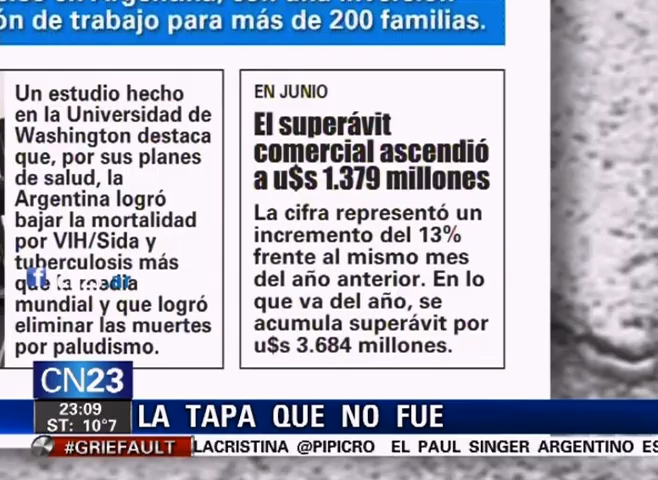 ón de trabajo para más de 200 familias.
Un estudio hecho
en la Universidad de
Washington destaca
que, por sus planes
de salud, la
Argentina logró
bajar la mortalidad
por VIH/Sida y
tuberculosis más
que la media
mundial y que logró
eliminar las muertes
por paludismo.
EN JUNIO
El superávit
comercial ascendió
a u$s 1.379 millones
La cifra representó un
incremento del 13%
frente al mismo mes
del año anterior. En lo
que va del año, se
acumula superávit por
u$s 3.684 millones.
CN23
23:09
ST: 10°7
LA TAPA QUE NO FUE
#GRIEFAULT
LACRISTINA @PIPICRO EL PAUL SINGER ARGENTINO ES